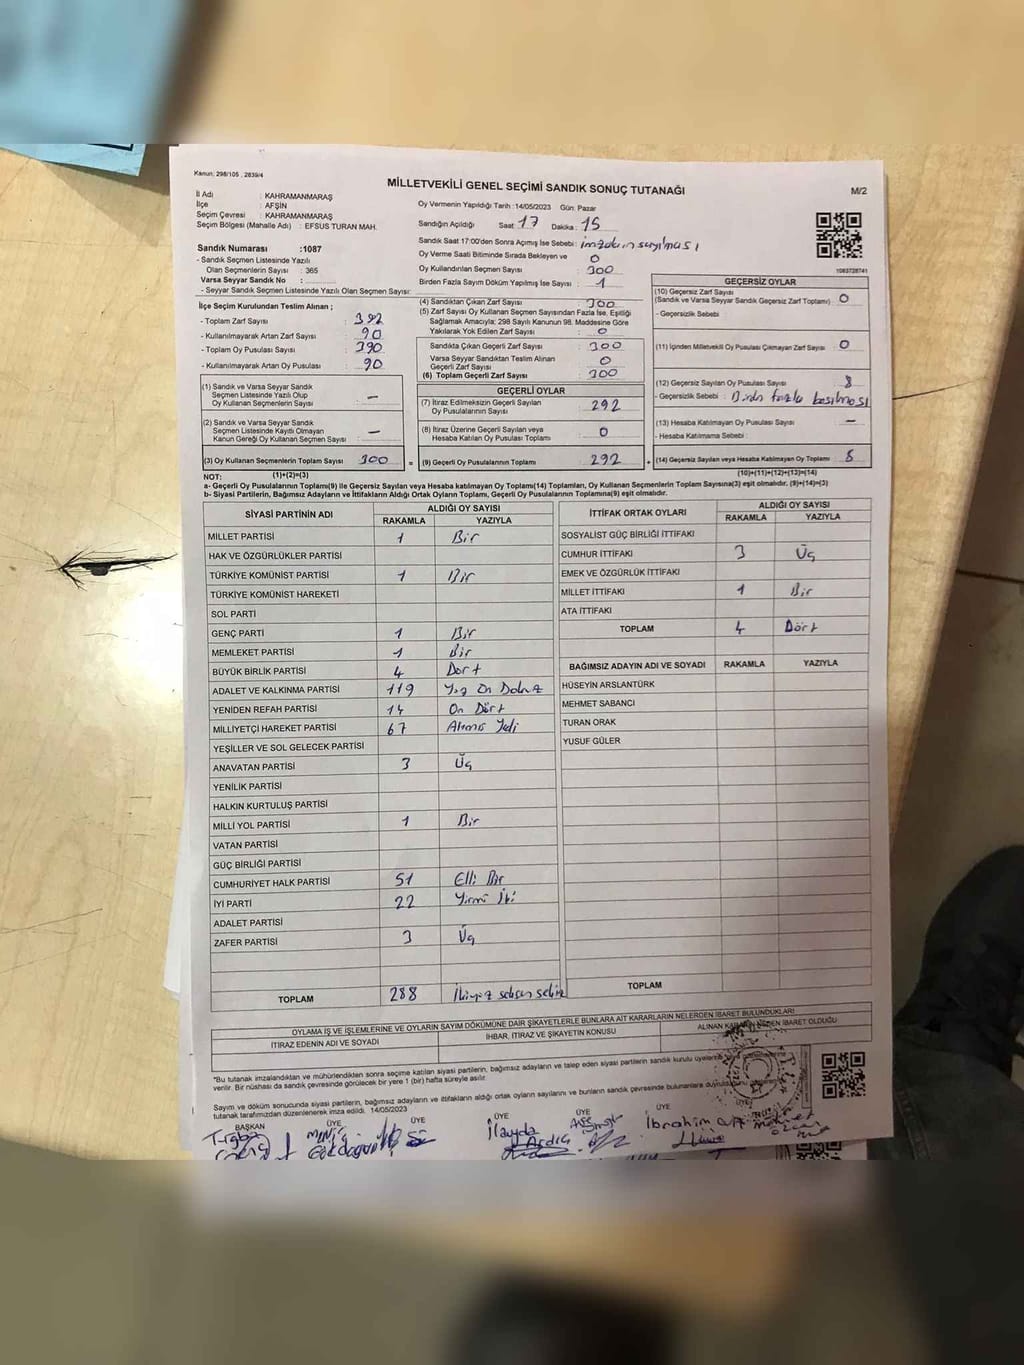 Kanun: 298/105 , 2839/4
MİLLETVEKİLİ GENEL SEÇİMİ SANDIK SONUÇ TUTANAĞI
M/2
İl Adı : KAHRAMANMARAŞ
İlçe : AFŞİN
Seçim Çevresi : KAHRAMANMARAŞ
Seçim Bölgesi (Mahalle Adı) : EFSUS TURAN MAH.
Sandık Numarası :1087
- Sandık Seçmen Listesinde Yazılı
Olan Seçmenlerin Sayısı : 365
Varsa Seyyar Sandık No :
- Seyyar Sandık Seçmen Listesinde Yazılı Olan Seçmen Sayısı:
Oy Vermenin Yapıldığı Tarih :14/05/2023 Gün: Pazar
Sandığın Açıldığı Saat: 17 Dakika : 15
Sandık Saat 17:00'den Sonra Açılmış İse Sebebi : imzaların sayılması
Oy Verme Saati Bitiminde Sırada Bekleyen ve 0
Oy Kullandırılan Seçmen Sayısı : 300
Birden Fazla Sayım Döküm Yapılmış İse Sayısı : 1
1083728741
İlçe Seçim Kurulundan Teslim Alınan ;
- Toplam Zarf Sayısı : 392
- Kullanılmayarak Artan Zarf Sayısı : 90
- Toplam Oy Pusulası Sayısı : 390
- Kullanılmayarak Artan Oy Pusulası : 90
(1) Sandık ve Varsa Seyyar Sandık
Seçmen Listesinde Yazılı Olup
Oy Kullanan Seçmenlerin Sayısı : —
(2) Sandık ve Varsa Seyyar Sandık
Seçmen Listesinde Kayıtlı Olmayan
Kanun Gereği Oy Kullanan Seçmen Sayısı : —
(3) Oy Kullanan Seçmenlerin Toplam Sayısı 300 =
(1)+(2)=(3)
(4) Sandıktan Çıkan Zarf Sayısı : 300
(5) Zarf Sayısı Oy Kullanan Seçmen Sayısından Fazla İse, Eşitliği
Sağlamak Amacıyla; 298 Sayılı Kanunun 98. Maddesine Göre
Yakılarak Yok Edilen Zarf Sayısı : 0
Sandıkta Çıkan Geçerli Zarf Sayısı : 300
Varsa Seyyar Sandıktan Teslim Alınan
Geçerli Zarf Sayısı : 0
(6) Toplam Geçerli Zarf Sayısı : 300
GEÇERLİ OYLAR
(7) İtiraz Edilmeksizin Geçerli Sayılan
Oy Pusulalarının Sayısı : 292
(8) İtiraz Üzerine Geçerli Sayılan veya
Hesaba Katılan Oy Pusulası Toplamı : 0
(9) Geçerli Oy Pusulalarının Toplamı : 292 +
GEÇERSİZ OYLAR
(10) Geçersiz Zarf Sayısı
(Sandık ve Varsa Seyyar Sandık Geçersiz Zarf Toplamı) : 0
- Geçersizlik Sebebi :
(11) İçinden Milletvekili Oy Pusulası Çıkmayan Zarf Sayısı : 0
(12) Geçersiz Sayılan Oy Pusulası Sayısı : 8
- Geçersizlik Sebebi : Birden fazla basılması
(13) Hesaba Katılmayan Oy Pusulası Sayısı : —
- Hesaba Katılmama Sebebi :
(14) Geçersiz Sayılan veya Hesaba Katılmayan Oy Toplamı : 8
(10)+(11)+(12)+(13)=(14)
NOT:
a- Geçerli Oy Pusulalarının Toplamı(9) ile Geçersiz Sayılan veya Hesaba katılmayan Oy Toplamı(14) Toplamları, Oy Kullanan Seçmenlerin Toplam Sayısına(3) eşit olmalıdır. (9)+(14)=(3)
b- Siyasi Partilerin, Bağımsız Adayların ve İttifakların Aldığı Ortak Oyların Toplamı, Geçerli Oy Pusulalarının Toplamına(9) eşit olmalıdır.
SİYASİ PARTİNİN ADI ALDIĞI OY SAYISI
RAKAMLA YAZIYLA
MİLLET PARTİSİ 1 Bir
HAK VE ÖZGÜRLÜKLER PARTİSİ
TÜRKİYE KOMÜNİST PARTİSİ 1 Bir
TÜRKİYE KOMÜNİST HAREKETİ
SOL PARTİ
GENÇ PARTİ 1 Bir
MEMLEKET PARTİSİ 1 Bir
BÜYÜK BİRLİK PARTİSİ 4 Dört
ADALET VE KALKINMA PARTİSİ 119 Yüz On Dokuz
YENİDEN REFAH PARTİSİ 14 On Dört
MİLLİYETÇİ HAREKET PARTİSİ 67 Altmış Yedi
YEŞİLLER VE SOL GELECEK PARTİSİ
ANAVATAN PARTİSİ 3 Üç
YENİLİK PARTİSİ
HALKIN KURTULUŞ PARTİSİ
MİLLİ YOL PARTİSİ 1 Bir
VATAN PARTİSİ
GÜÇ BİRLİĞİ PARTİSİ
CUMHURİYET HALK PARTİSİ 51 Elli Bir
İYİ PARTİ 22 Yirmi İki
ADALET PARTİSİ
ZAFER PARTİSİ 3 Üç
TOPLAM 288 İkiyüz seksen sekiz
İTTİFAK ORTAK OYLARI ALDIĞI OY SAYISI
RAKAMLA YAZIYLA
SOSYALİST GÜÇ BİRLİĞİ İTTİFAKI
CUMHUR İTTİFAKI 3 Üç
EMEK VE ÖZGÜRLÜK İTTİFAKI
MİLLET İTTİFAKI 1 Bir
ATA İTTİFAKI
TOPLAM 4 Dört
BAĞIMSIZ ADAYIN ADI VE SOYADI RAKAMLA YAZIYLA
HÜSEYİN ARSLANTÜRK
MEHMET SABANCI
TURAN ORAK
YUSUF GÜLER
TOPLAM
OYLAMA İŞ VE İŞLEMLERİNE VE OYLARIN SAYIM DÖKÜMÜNE DAİR ŞİKAYETLERLE BUNLARA AİT KARARLARIN NELERDEN İBARET BULUNDUKLARI
İTİRAZ EDENİN ADI VE SOYADI
İHBAR, İTİRAZ VE ŞİKAYETİN KONUSU
ALINAN İBARET OLDUĞU
*Bu tutanak imzalandıktan ve mühürlendikten sonra seçime katılan siyasi partilerin, bağımsız adayların ve talep eden siyasi partilerin sandık kurulu üyelerine
verilir. Bir nüshası da sandık çevresinde görülecek bir yere 1 (bir) hafta süreyle asılır.
Sayım ve döküm sonucunda siyasi partilerin, bağımsız adayların ve ittifakların aldığı ortak oyların sayılarını ve bunların sandık çevresinde bulunanlara
tutanak tarafımızdan düzenlenerek imza edildi. 14/05/2023
BAŞKAN ÜYE ÜYE ÜYE ÜYE ÜYE
Tuğba İlayda İbrahim
Ardıç